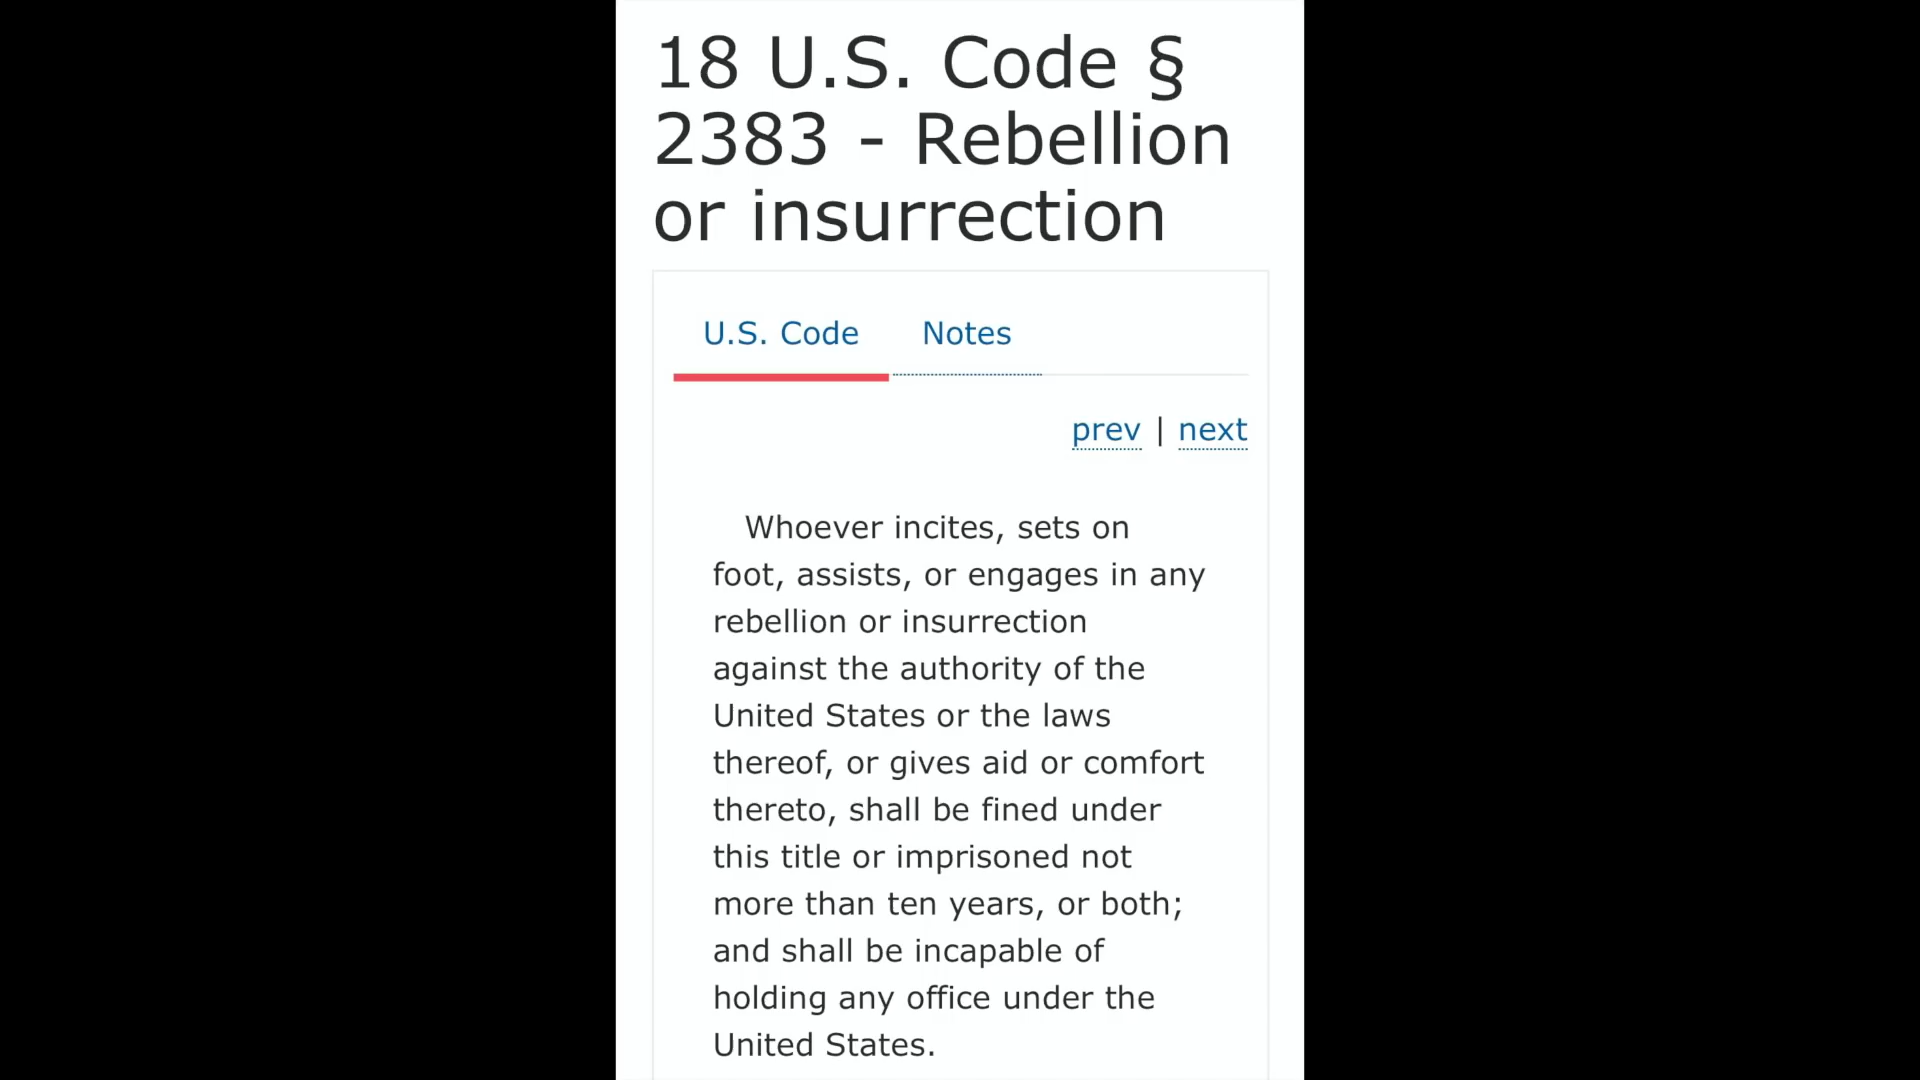 18 U.S. Code §
2383 - Rebellion
or insurrection
U.S. Code Notes
prev | next
Whoever incites, sets on
foot, assists, or engages in any
rebellion or insurrection
against the authority of the
United States or the laws
thereof, or gives aid or comfort
thereto, shall be fined under
this title or imprisoned not
more than ten years, or both;
and shall be incapable of
holding any office under the
United States.